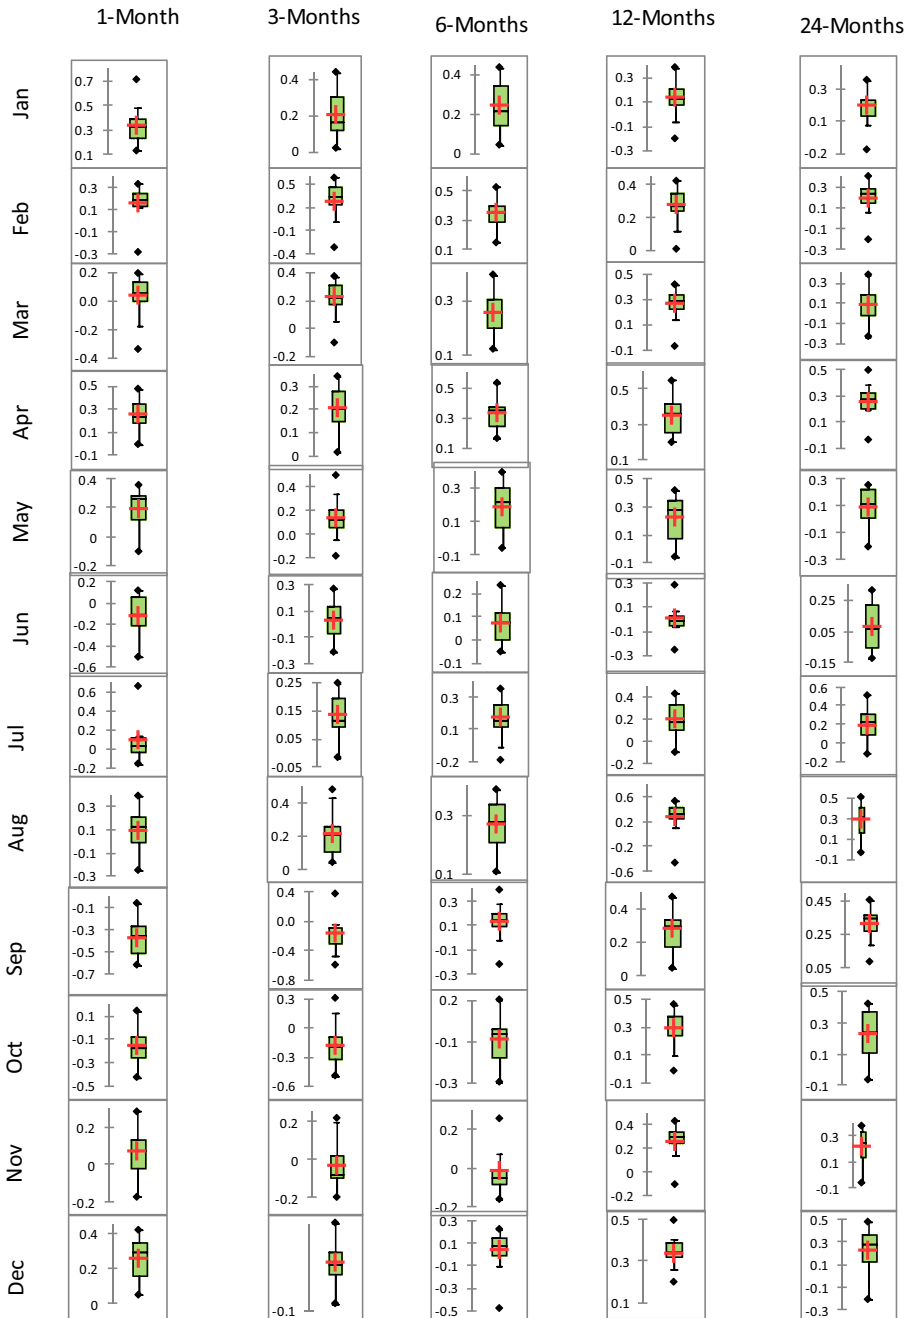 1-Month 3-Months 6-Months 12-Months 24-Months
Jan
0.7 0.5 0.3 0.1
0.4 0.2 0
0.4 0.2 0
0.3 0.1 -0.1 -0.3
0.3 0.1 -0.2
Feb
0.3 0.1 -0.1 -0.3
0.5 0.2 -0.1 -0.4
0.5 0.3 0.1
0.4 0.2 0
0.3 0.1 -0.1 -0.3
Mar
0.2 0.0 -0.2 -0.4
0.4 0.2 0 -0.2
0.3 0.1
0.5 0.3 0.1 -0.1
0.3 0.1 -0.1 -0.3
Apr
0.5 0.3 0.1 -0.1
0.3 0.2 0.1 0
0.5 0.3 0.1
0.5 0.3 0.1
0.5 0.3 0.1 -0.1
May
0.4 0.2 0 -0.2
0.5 0.2 0.0 -0.2
0.3 0.1 -0.1
0.5 0.3 0.1 -0.1
0.3 0.1 -0.1 -0.3
Jun
0.2 0 -0.2 -0.4 -0.6
0.3 0.1 -0.1 -0.3
0.2 0.1 0 -0.1
0.3 0.1 -0.1 -0.3
0.25 0.05 -0.15
Jul
0.6 0.4 0.2 0 -0.2
0.25 0.15 0.05 -0.05
0.4 0.1 -0.2
0.4 0.2 0 -0.2
0.6 0.4 0.2 0 -0.2
Aug
0.3 0.1 -0.1 -0.3
0.4 0.2 0
0.3 0.1
0.6 0.2 -0.2 -0.6
0.5 0.3 0.1 -0.1
Sep
-0.1 -0.3 -0.5 -0.7
0.4 0.0 -0.4 -0.8
0.3 0.1 -0.1 -0.3
0.4 0.2 0
0.45 0.25 0.05
Oct
0.1 -0.1 -0.3 -0.5
0.3 0 -0.3 -0.6
0.2 -0.1 -0.3
0.5 0.3 0.1 -0.1
0.5 0.3 0.1 -0.1
Nov
0.2 0 -0.2
0.2 0 -0.2
0.2 0 -0.2
0.4 0.2 0 -0.2
0.3 0.1 -0.1
Dec
0.4 0.2 0
-0.1
0.3 0.1 -0.1 -0.3 -0.5
0.5 0.3 0.1
0.5 0.3 0.1 -0.1 -0.3